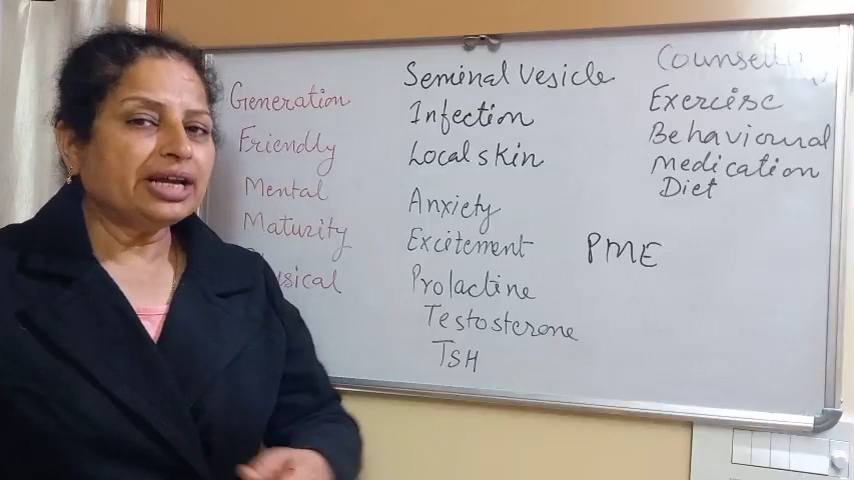 Generation
Friendly
Mental
Maturity
Seminal Vesicle
Infection
Local skin
Anxiety
Excitement
Prolactine
Testosterone
TSH
PME
Exercise
Behavioural
Medication
Diet